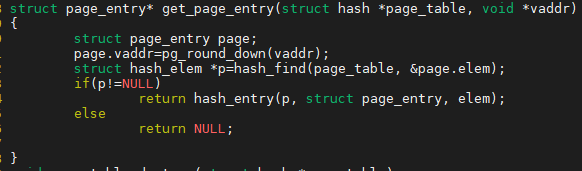 struct page_entry* get_page_entry(struct hash *page_table, void *vaddr)
{
        struct page_entry page;
        page.vaddr=pg_round_down(vaddr);
        struct hash_elem *p=hash_find(page_table, &page.elem);
        if(p!=NULL)
                return hash_entry(p, struct page_entry, elem);
        else
                return NULL;
}